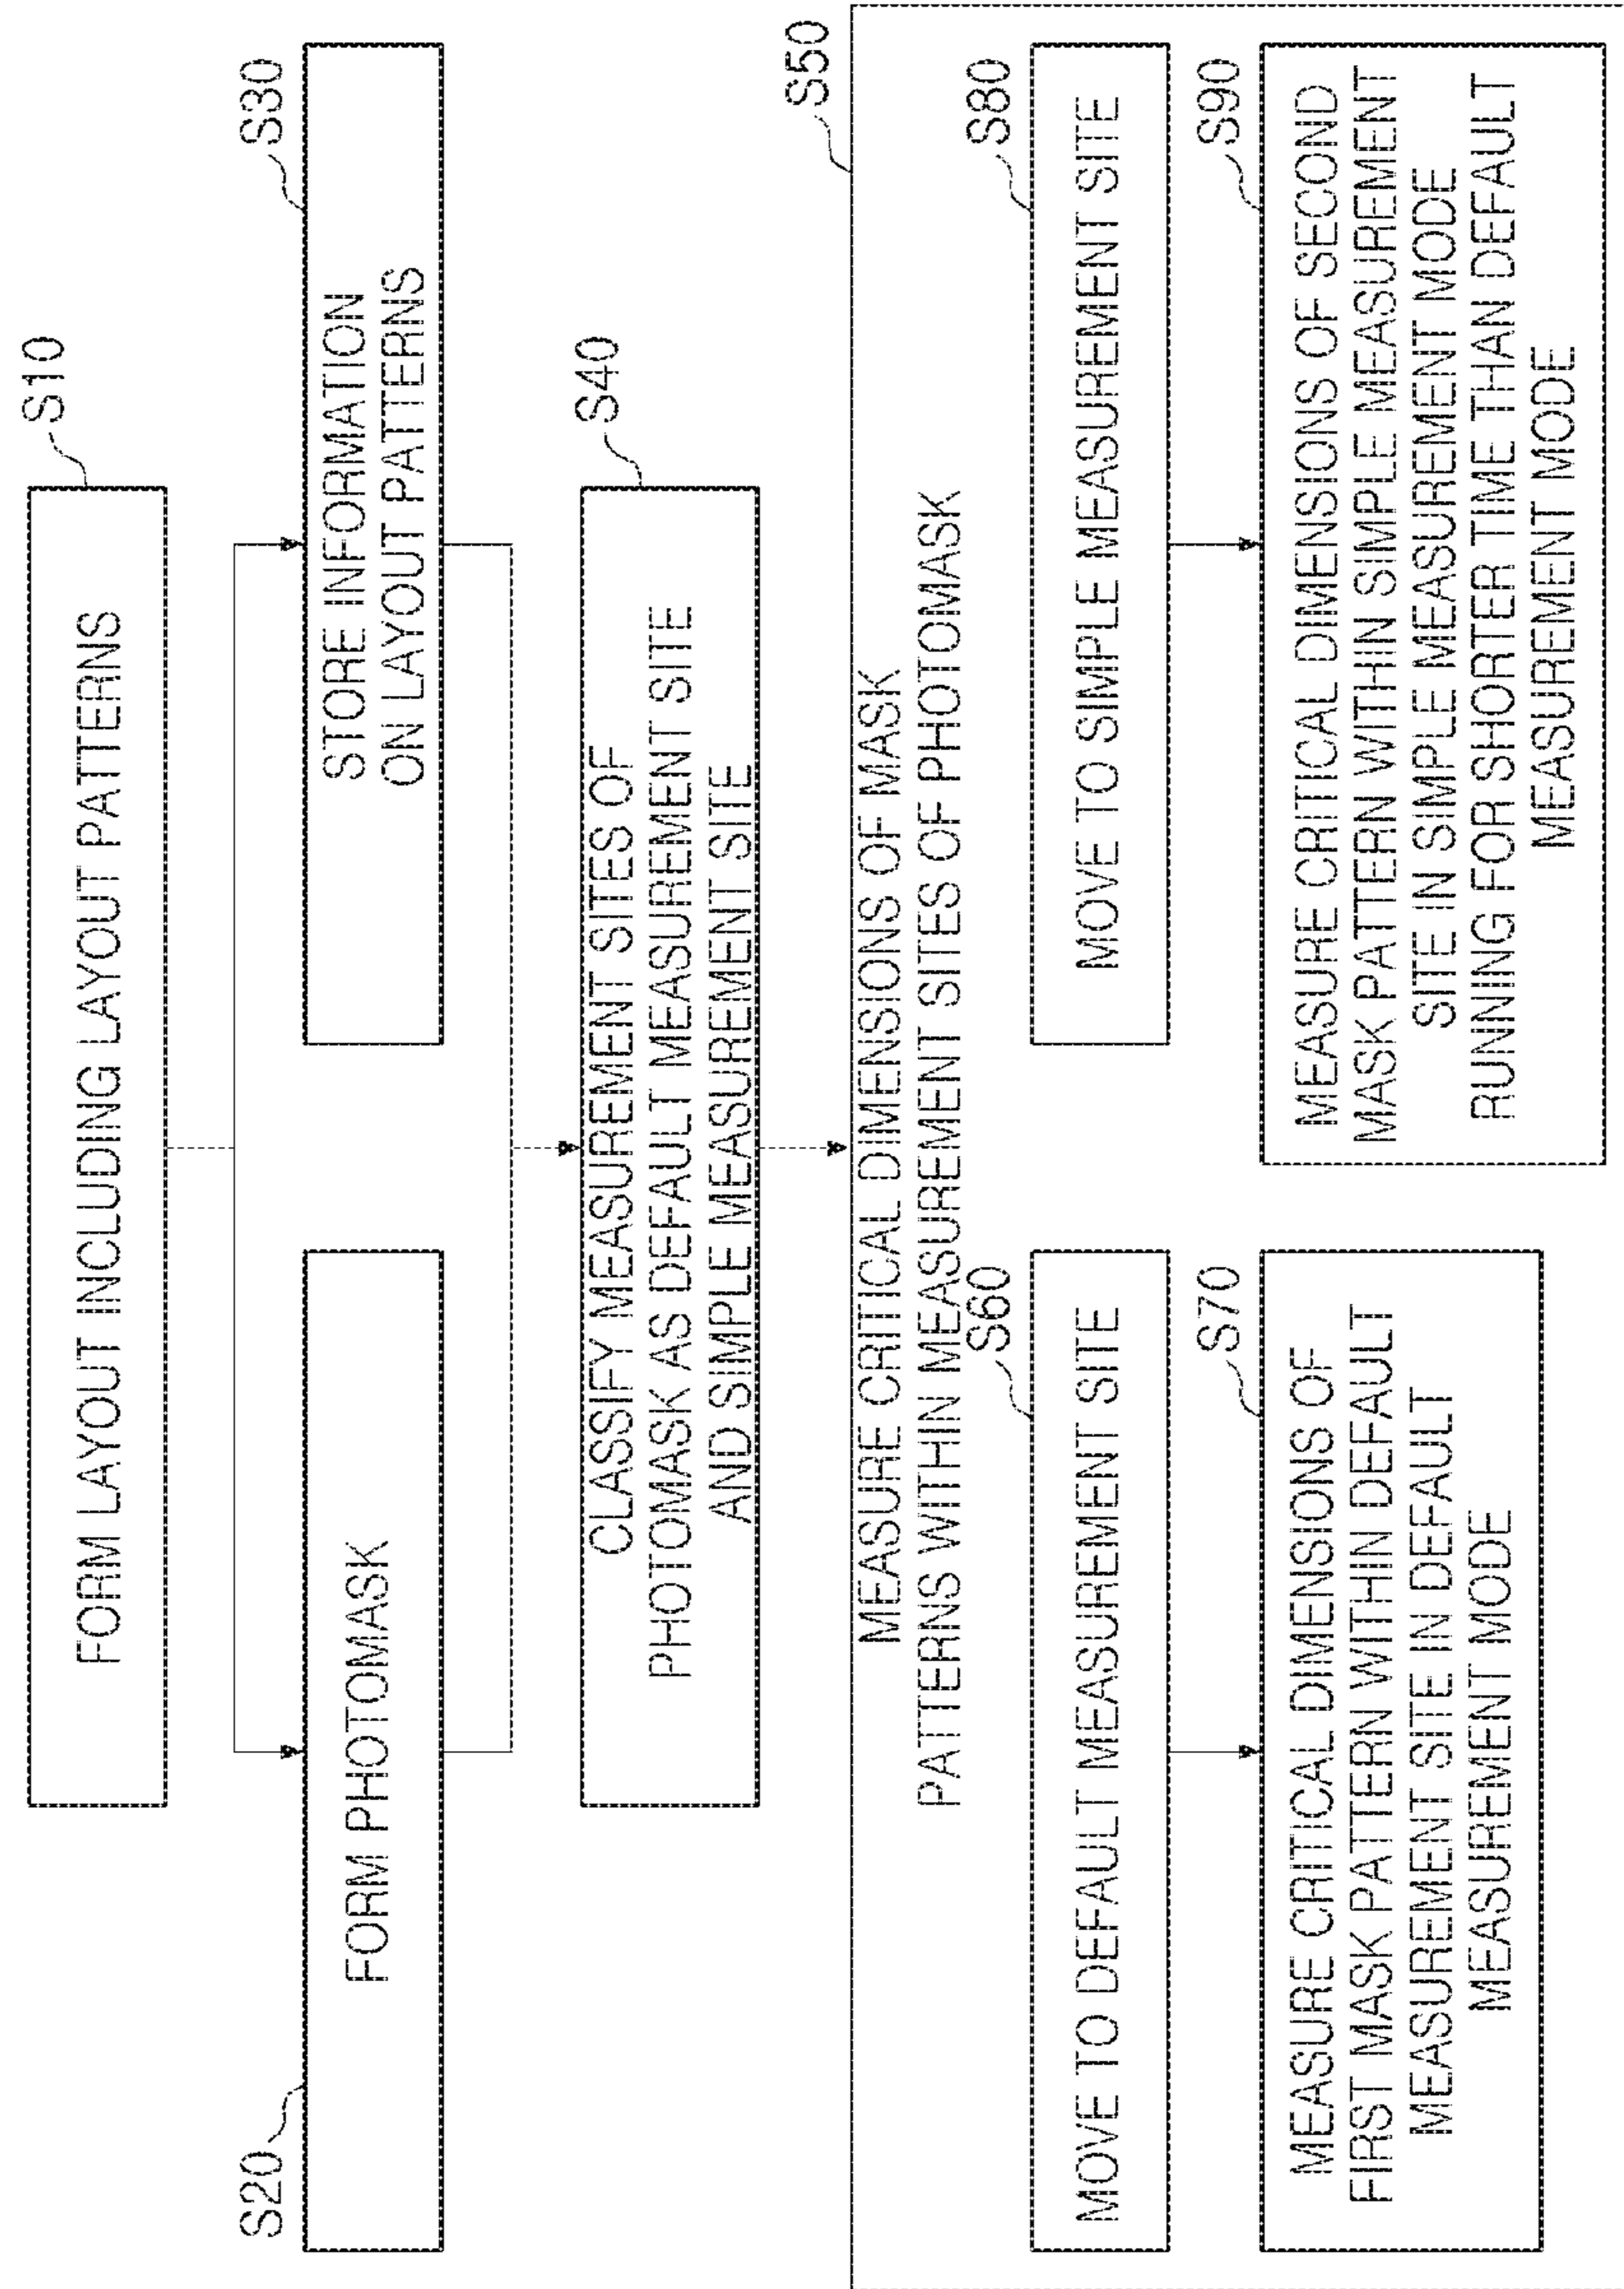 S10
FORM LAYOUT INCLUDING LAYOUT PATTERNS
S20
FORM PHOTOMASK
S30
STORE INFORMATION
ON LAYOUT PATTERNS
S40
CLASSIFY MEASUREMENT SITES OF
PHOTOMASK AS DEFAULT MEASUREMENT SITE
AND SIMPLE MEASUREMENT SITE
S50
MEASURE CRITICAL DIMENSIONS OF MASK
PATTERNS WITHIN MEASUREMENT SITES OF PHOTOMASK
S60
MOVE TO DEFAULT MEASUREMENT SITE
S70
MEASURE CRITICAL DIMENSIONS OF
FIRST MASK PATTERN WITHIN DEFAULT
MEASUREMENT SITE IN DEFAULT
MEASUREMENT MODE
S80
MOVE TO SIMPLE MEASUREMENT SITE
S90
MEASURE CRITICAL DIMENSIONS OF SECOND
MASK PATTERN WITHIN SIMPLE MEASUREMENT
SITE IN SIMPLE MEASUREMENT MODE
RUNNING FOR SHORTER TIME THAN DEFAULT
MEASUREMENT MODE